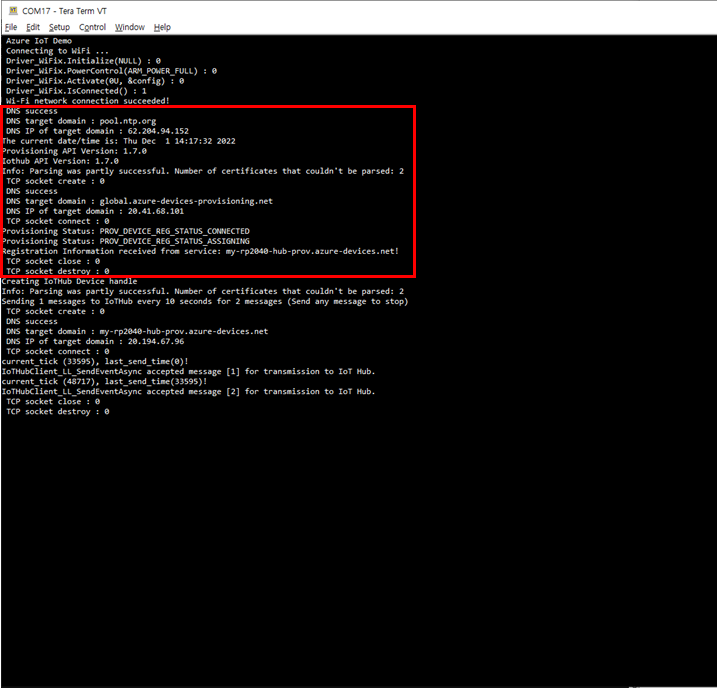 COM17 - Tera Term VT
File Edit Setup Control Window Help
Azure IoT Demo
Connecting to WiFi ...
Driver_WiFix.Initialize(NULL) : 0
Driver_WiFix.PowerControl(ARM_POWER_FULL) : 0
Driver_WiFix.Activate(0U, &config) : 0
Driver_WiFix.IsConnected() : 1
Wi-Fi network connection succeeded!
DNS success
DNS target domain : pool.ntp.org
DNS IP of target domain : 62.204.94.152
The current date/time is: Thu Dec  1 14:17:32 2022
Provisioning API Version: 1.7.0
Iothub API Version: 1.7.0
Info: Parsing was partly successful. Number of certificates that couldn't be parsed: 2
TCP socket create : 0
DNS success
DNS target domain : global.azure-devices-provisioning.net
DNS IP of target domain : 20.41.68.101
TCP socket connect : 0
Provisioning Status: PROV_DEVICE_REG_STATUS_CONNECTED
Provisioning Status: PROV_DEVICE_REG_STATUS_ASSIGNING
Registration Information received from service: my-rp2040-hub-prov.azure-devices.net!
TCP socket close : 0
TCP socket destroy : 0
Creating IoTHub Device handle
Info: Parsing was partly successful. Number of certificates that couldn't be parsed: 2
Sending 1 messages to IoTHub every 10 seconds for 2 messages (Send any message to stop)
TCP socket create : 0
DNS success
DNS target domain : my-rp2040-hub-prov.azure-devices.net
DNS IP of target domain : 20.194.67.96
TCP socket connect : 0
current_tick (33595), last_send_time(0)!
IoTHubClient_LL_SendEventAsync accepted message [1] for transmission to IoT Hub.
current_tick (48717), last_send_time(33595)!
IoTHubClient_LL_SendEventAsync accepted message [2] for transmission to IoT Hub.
TCP socket close : 0
TCP socket destroy : 0